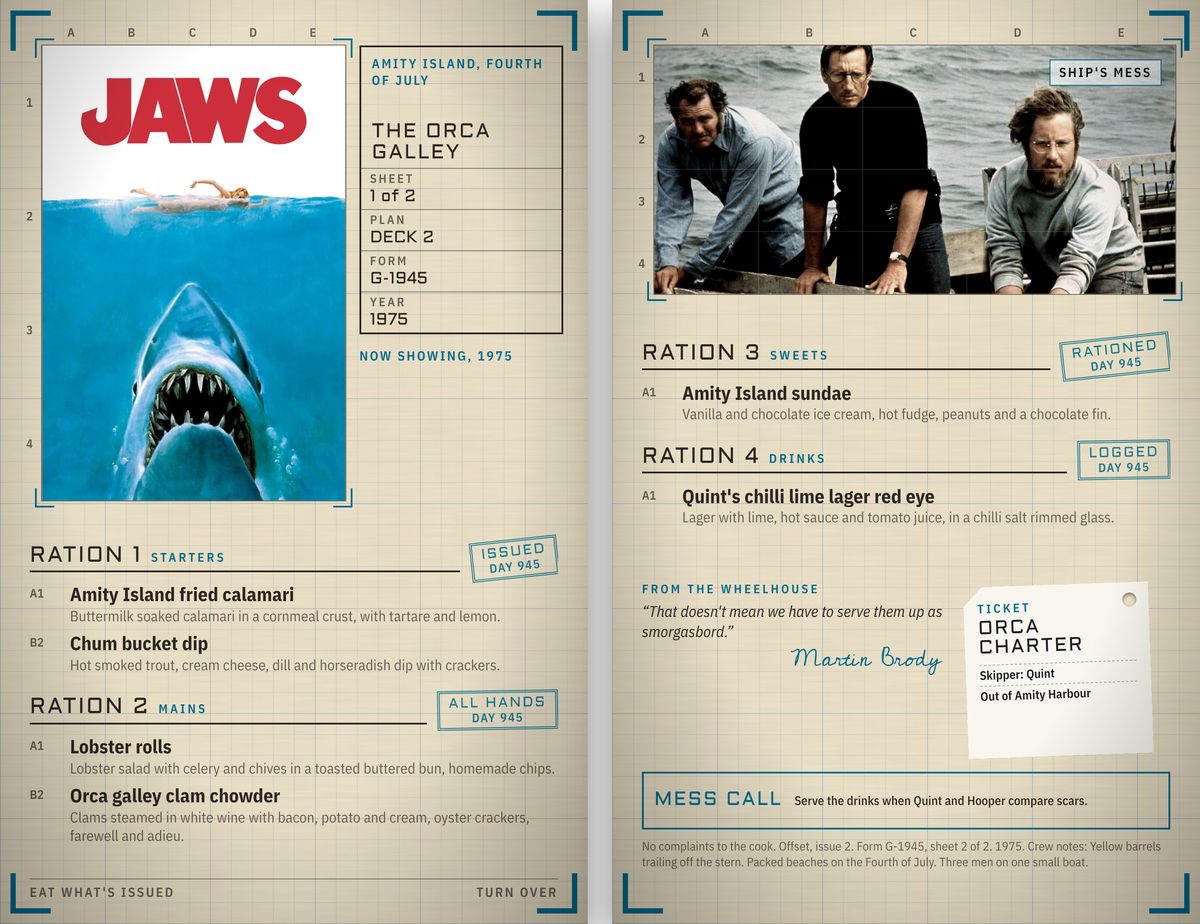 A B C D E
1
2
3
4
JAWS
AMITY ISLAND, FOURTH
OF JULY
THE ORCA
GALLEY
SHEET
1 of 2
PLAN
DECK 2
FORM
G-1945
YEAR
1975
NOW SHOWING, 1975
RATION 1 STARTERS
ISSUED
DAY 945
A1 Amity Island fried calamari
Buttermilk soaked calamari in a cornmeal crust, with tartare and lemon.
B2 Chum bucket dip
Hot smoked trout, cream cheese, dill and horseradish dip with crackers.
RATION 2 MAINS
ALL HANDS
DAY 945
A1 Lobster rolls
Lobster salad with celery and chives in a toasted buttered bun, homemade chips.
B2 Orca galley clam chowder
Clams steamed in white wine with bacon, potato and cream, oyster crackers,
farewell and adieu.
EAT WHAT'S ISSUED TURN OVER
A B C D E
1
2
3
4
SHIP'S MESS
RATION 3 SWEETS
RATIONED
DAY 945
A1 Amity Island sundae
Vanilla and chocolate ice cream, hot fudge, peanuts and a chocolate fin.
RATION 4 DRINKS
LOGGED
DAY 945
A1 Quint's chilli lime lager red eye
Lager with lime, hot sauce and tomato juice, in a chilli salt rimmed glass.
FROM THE WHEELHOUSE
“That doesn't mean we have to serve them up as
smorgasbord.”
Martin Brody
TICKET
ORCA
CHARTER
Skipper: Quint
Out of Amity Harbour
MESS CALL Serve the drinks when Quint and Hooper compare scars.
No complaints to the cook. Offset, issue 2. Form G-1945, sheet 2 of 2. 1975. Crew notes: Yellow barrels
trailing off the stern. Packed beaches on the Fourth of July. Three men on one small boat.